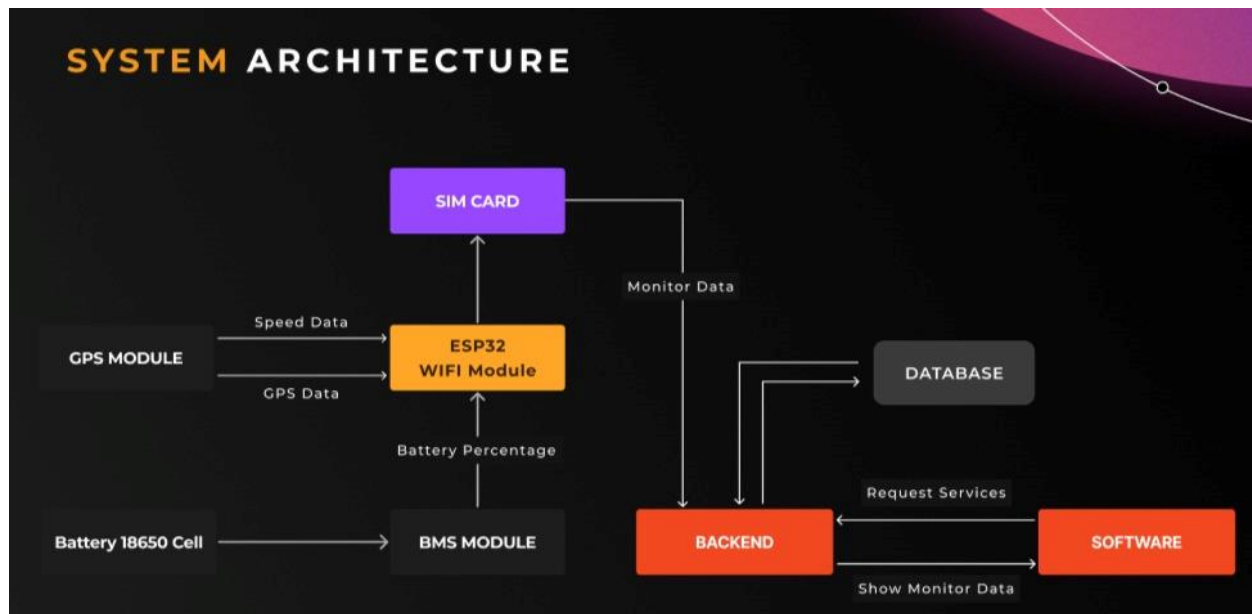 SYSTEM ARCHITECTURE
SIM CARD
Monitor Data
Speed Data
GPS MODULE
ESP32
WIFI Module
GPS Data
DATABASE
Battery Percentage
Request Services
Battery 18650 Cell
BMS MODULE
BACKEND
SOFTWARE
Show Monitor Data